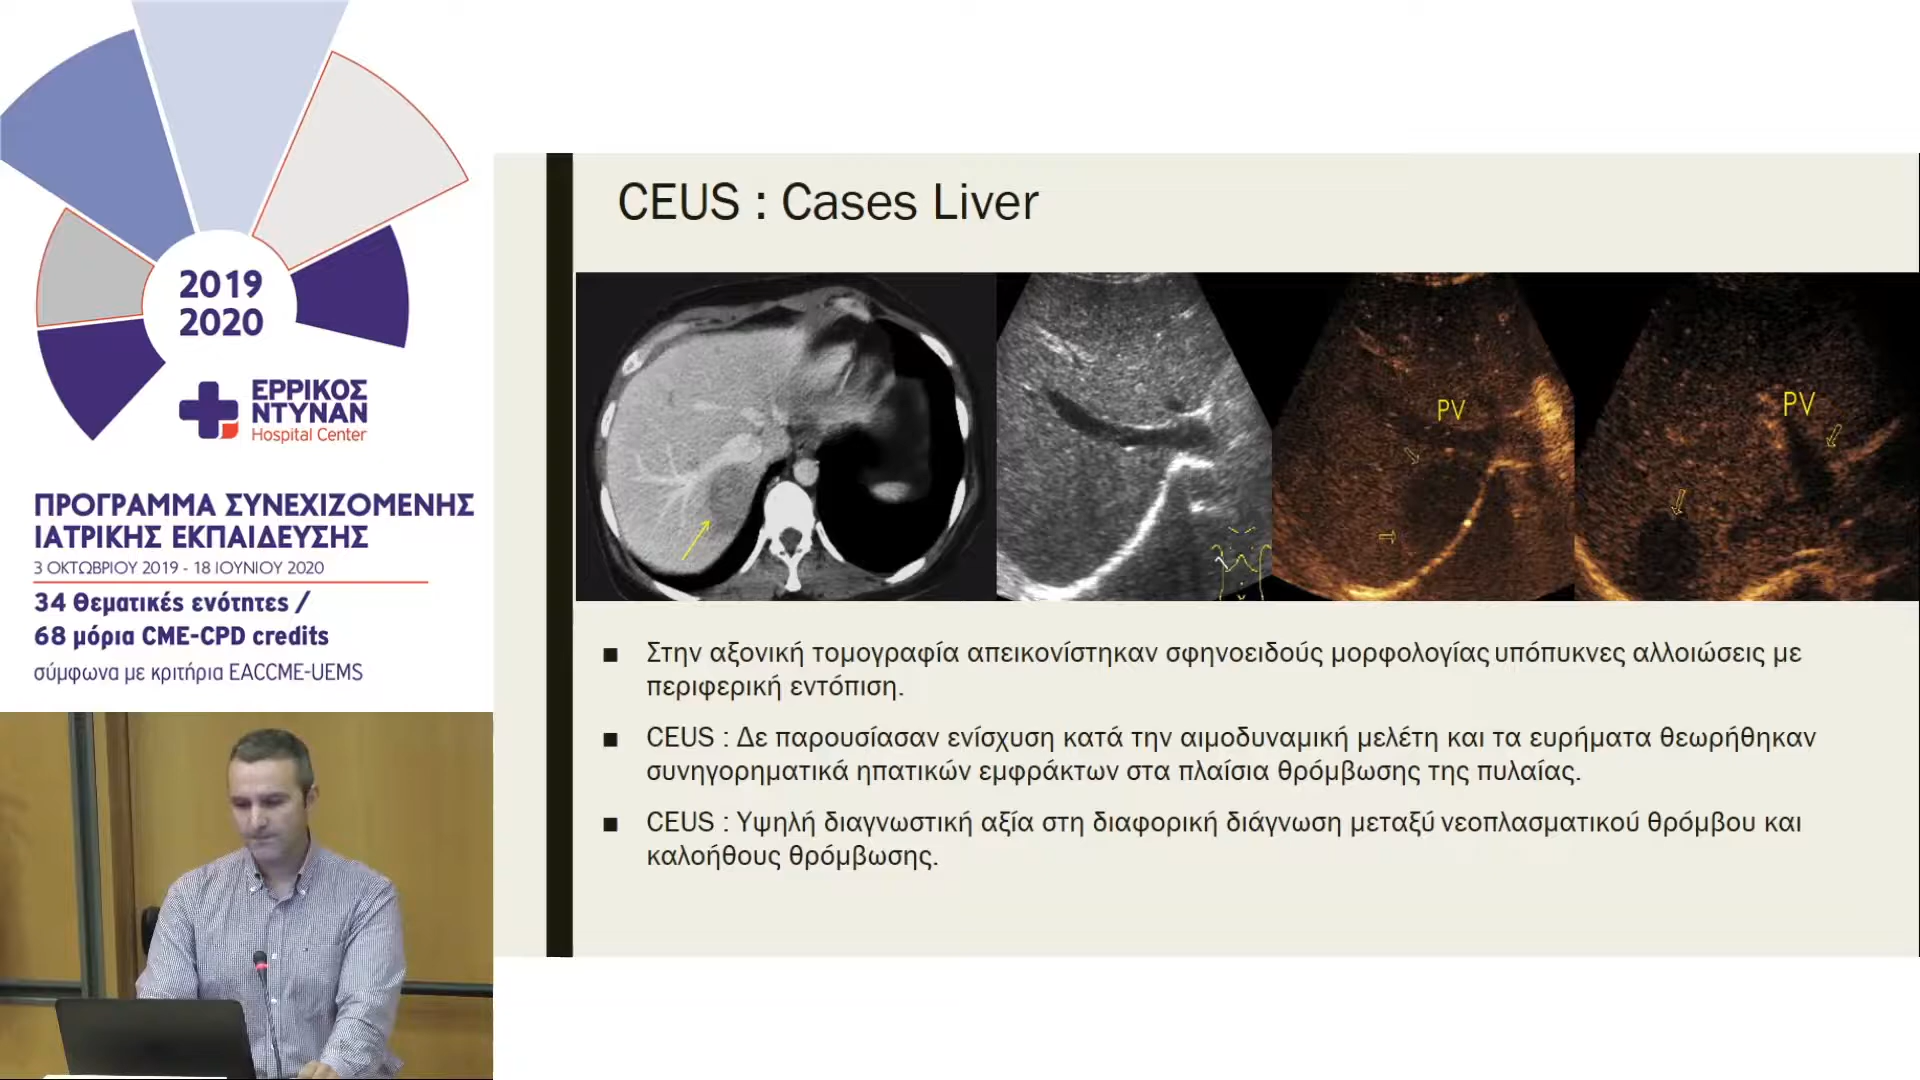 2019
2020
ΕΡΡΙΚΟΣ
ΝΤΥΝΑΝ
Hospital Center
ΠΡΟΓΡΑΜΜΑ ΣΥΝΕΧΙΖΟΜΕΝΗΣ
ΙΑΤΡΙΚΗΣ ΕΚΠΑΙΔΕΥΣΗΣ
3 ΟΚΤΩΒΡΙΟΥ 2019 - 18 ΙΟΥΝΙΟΥ 2020
34 Θεματικές ενότητες /
68 μόρια CME-CPD credits
σύμφωνα με κριτήρια EACCME-UEMS
CEUS : Cases Liver
PV
PV
■ Στην αξονική τομογραφία απεικονίστηκαν σφηνοειδούς μορφολογίας υπόπυκνες αλλοιώσεις με
περιφερική εντόπιση.
■ CEUS : Δε παρουσίασαν ενίσχυση κατά την αιμοδυναμική μελέτη και τα ευρήματα θεωρήθηκαν
συνηγορηματικά ηπατικών εμφράκτων στα πλαίσια θρόμβωσης της πυλαίας.
■ CEUS : Υψηλή διαγνωστική αξία στη διαφορική διάγνωση μεταξύ νεοπλασματικού θρόμβου και
καλοήθους θρόμβωσης.